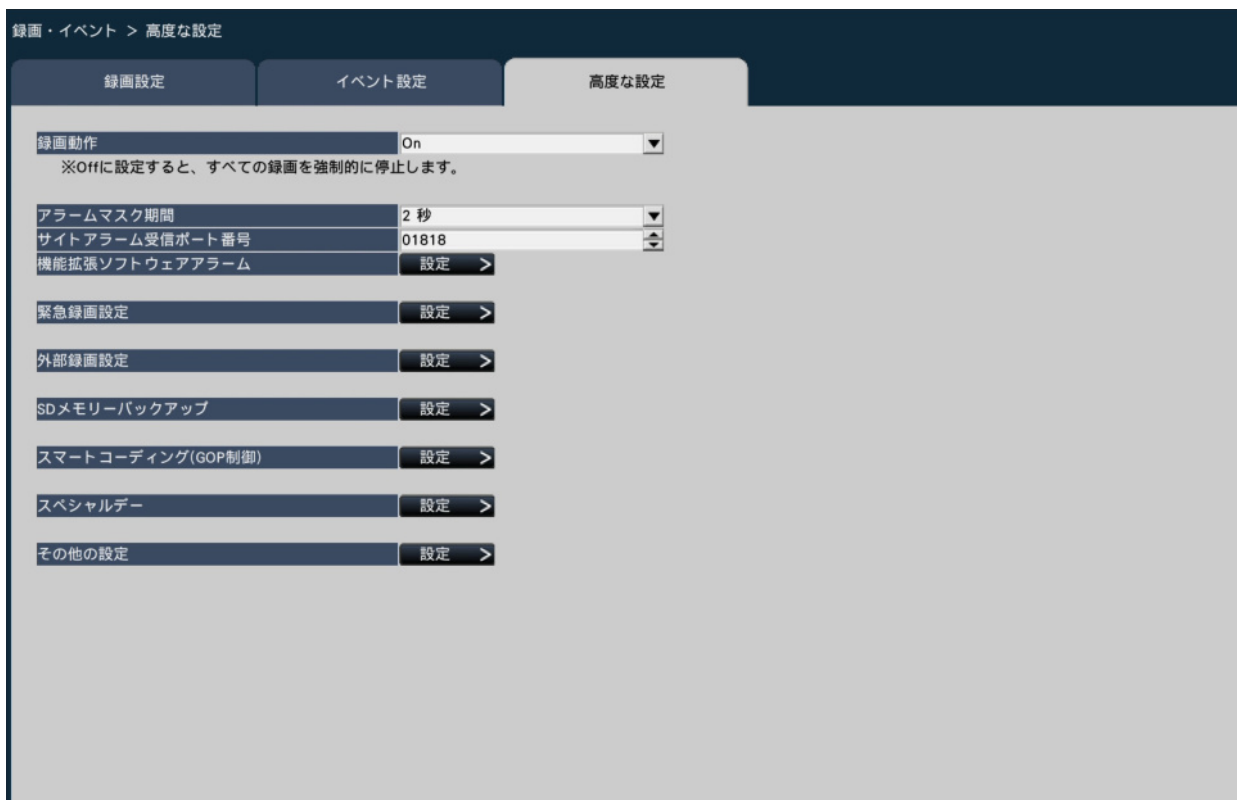 録画・イベント > 高度な設定
録画設定 イベント設定 高度な設定
録画動作 On
※Offに設定すると、すべての録画を強制的に停止します。
アラームマスク期間 2 秒
サイトアラーム受信ポート番号 01818
機能拡張ソフトウェアアラーム 設定 >
緊急録画設定 設定 >
外部録画設定 設定 >
SDメモリーバックアップ 設定 >
スマートコーディング(GOP制御) 設定 >
スペシャルデー 設定 >
その他の設定 設定 >